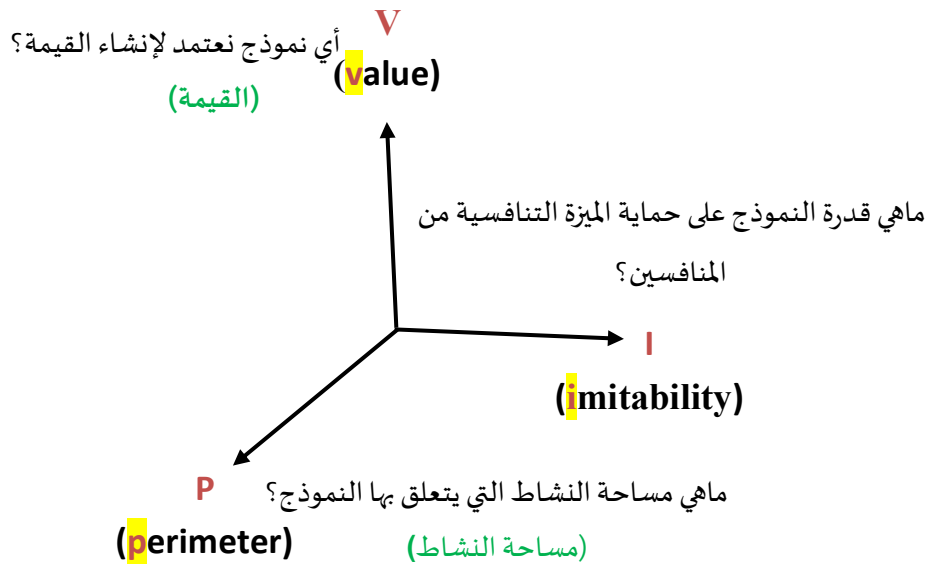 V
أي نموذج نعتمد لإنشاء القيمة؟
(value)
(القيمة)
ماهي قدرة النموذج على حماية الميزة التنافسية من
المنافسين؟
I
(imitability)
P
ماهي مساحة النشاط التي يتعلق بها النموذج؟
(perimeter)
(مساحة النشاط)